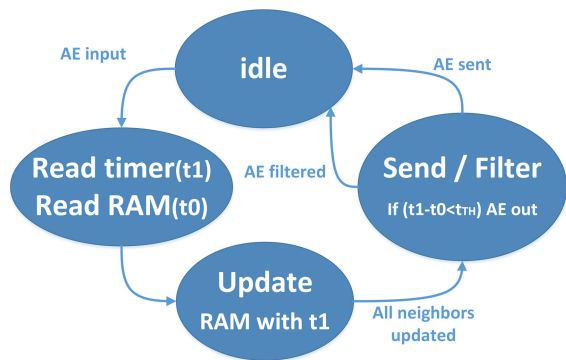 AE input
idle
AE sent
Read timer(t1)
Read RAM(t0)
AE filtered
Send / Filter
If (t1-t0<tTH) AE out
Update
RAM with t1
All neighbors
updated